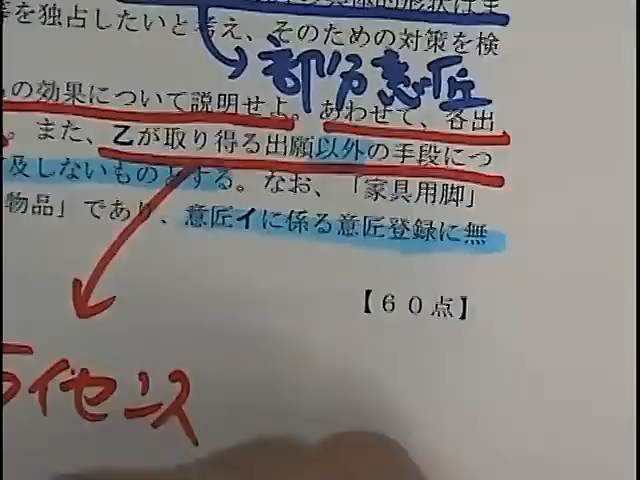 を独占したいと考え、そのための対策を検
部分意匠
の効果について説明せよ。あわせて、各出
。また、乙が取り得る出願以外の手段につ
及しないものとする。なお、「家具用脚」
物品」であり、意匠イに係る意匠登録に無
【60点】
ライセンス